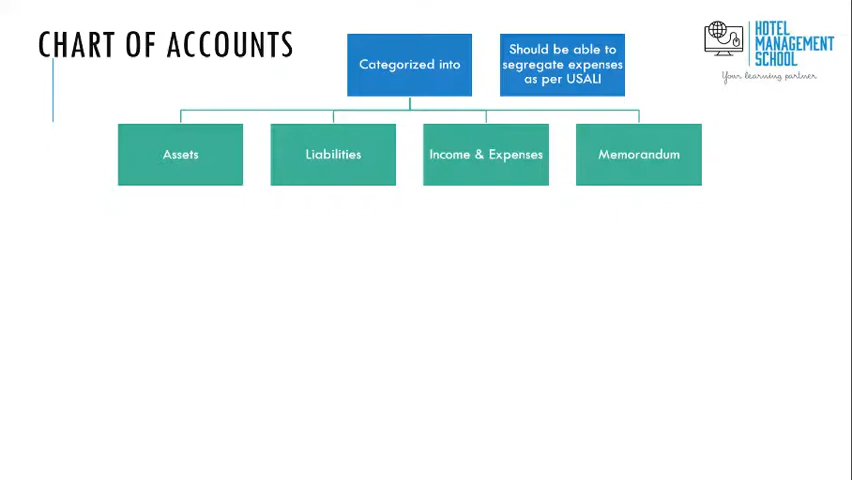 CHART OF ACCOUNTS
Categorized into
Should be able to
segregate expenses
as per USALI
HOTEL
MANAGEMENT
SCHOOL
Your learning partner
Assets
Liabilities
Income & Expenses
Memorandum